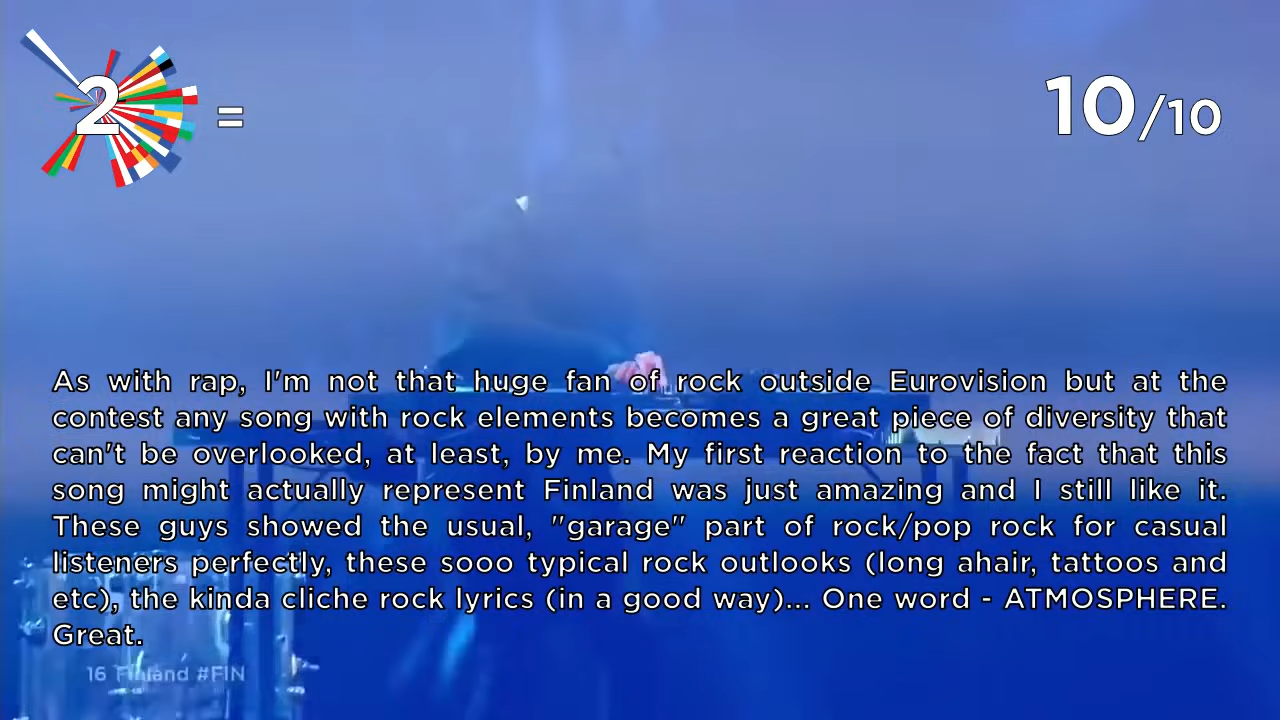 2 = 10/10
As with rap, I'm not that huge fan of rock outside Eurovision but at the
contest any song with rock elements becomes a great piece of diversity that
can't be overlooked, at least, by me. My first reaction to the fact that this
song might actually represent Finland was just amazing and I still like it.
These guys showed the usual, "garage" part of rock/pop rock for casual
listeners perfectly, these sooo typical rock outlooks (long ahair, tattoos and
etc), the kinda cliche rock lyrics (in a good way)... One word - ATMOSPHERE.
Great.
16 Finland #FIN